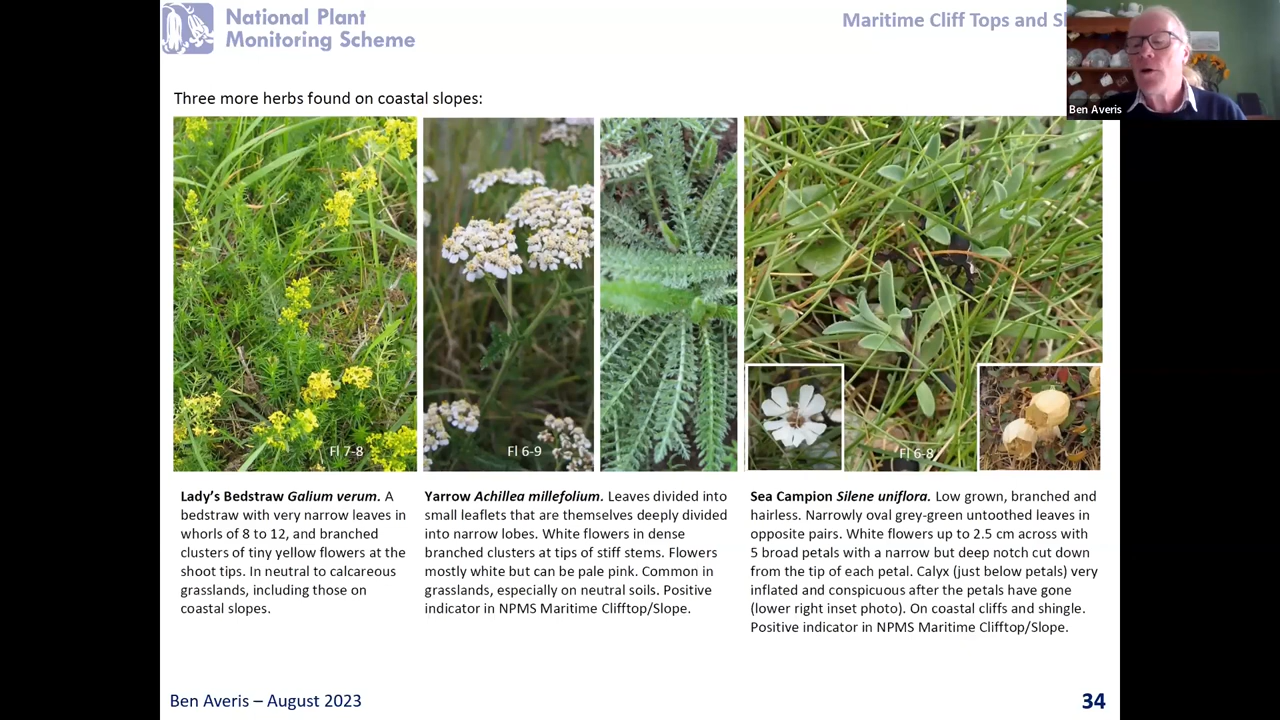 National Plant
Monitoring Scheme
Maritime Cliff Tops and
Ben Averis
Three more herbs found on coastal slopes:
Fl 7-8
Fl 6-9
Fl 6-8
Lady's Bedstraw Galium verum. A
bedstraw with very narrow leaves in
whorls of 8 to 12, and branched
clusters of tiny yellow flowers at the
shoot tips. In neutral to calcareous
grasslands, including those on
coastal slopes.
Yarrow Achillea millefolium. Leaves divided into
small leaflets that are themselves deeply divided
into narrow lobes. White flowers in dense
branched clusters at tips of stiff stems. Flowers
mostly white but can be pale pink. Common in
grasslands, especially on neutral soils. Positive
indicator in NPMS Maritime Clifftop/Slope.
Sea Campion Silene uniflora. Low grown, branched and
hairless. Narrowly oval grey-green untoothed leaves in
opposite pairs. White flowers up to 2.5 cm across with
5 broad petals with a narrow but deep notch cut down
from the tip of each petal. Calyx (just below petals) very
inflated and conspicuous after the petals have gone
(lower right inset photo). On coastal cliffs and shingle.
Positive indicator in NPMS Maritime Clifftop/Slope.
Ben Averis – August 2023
34